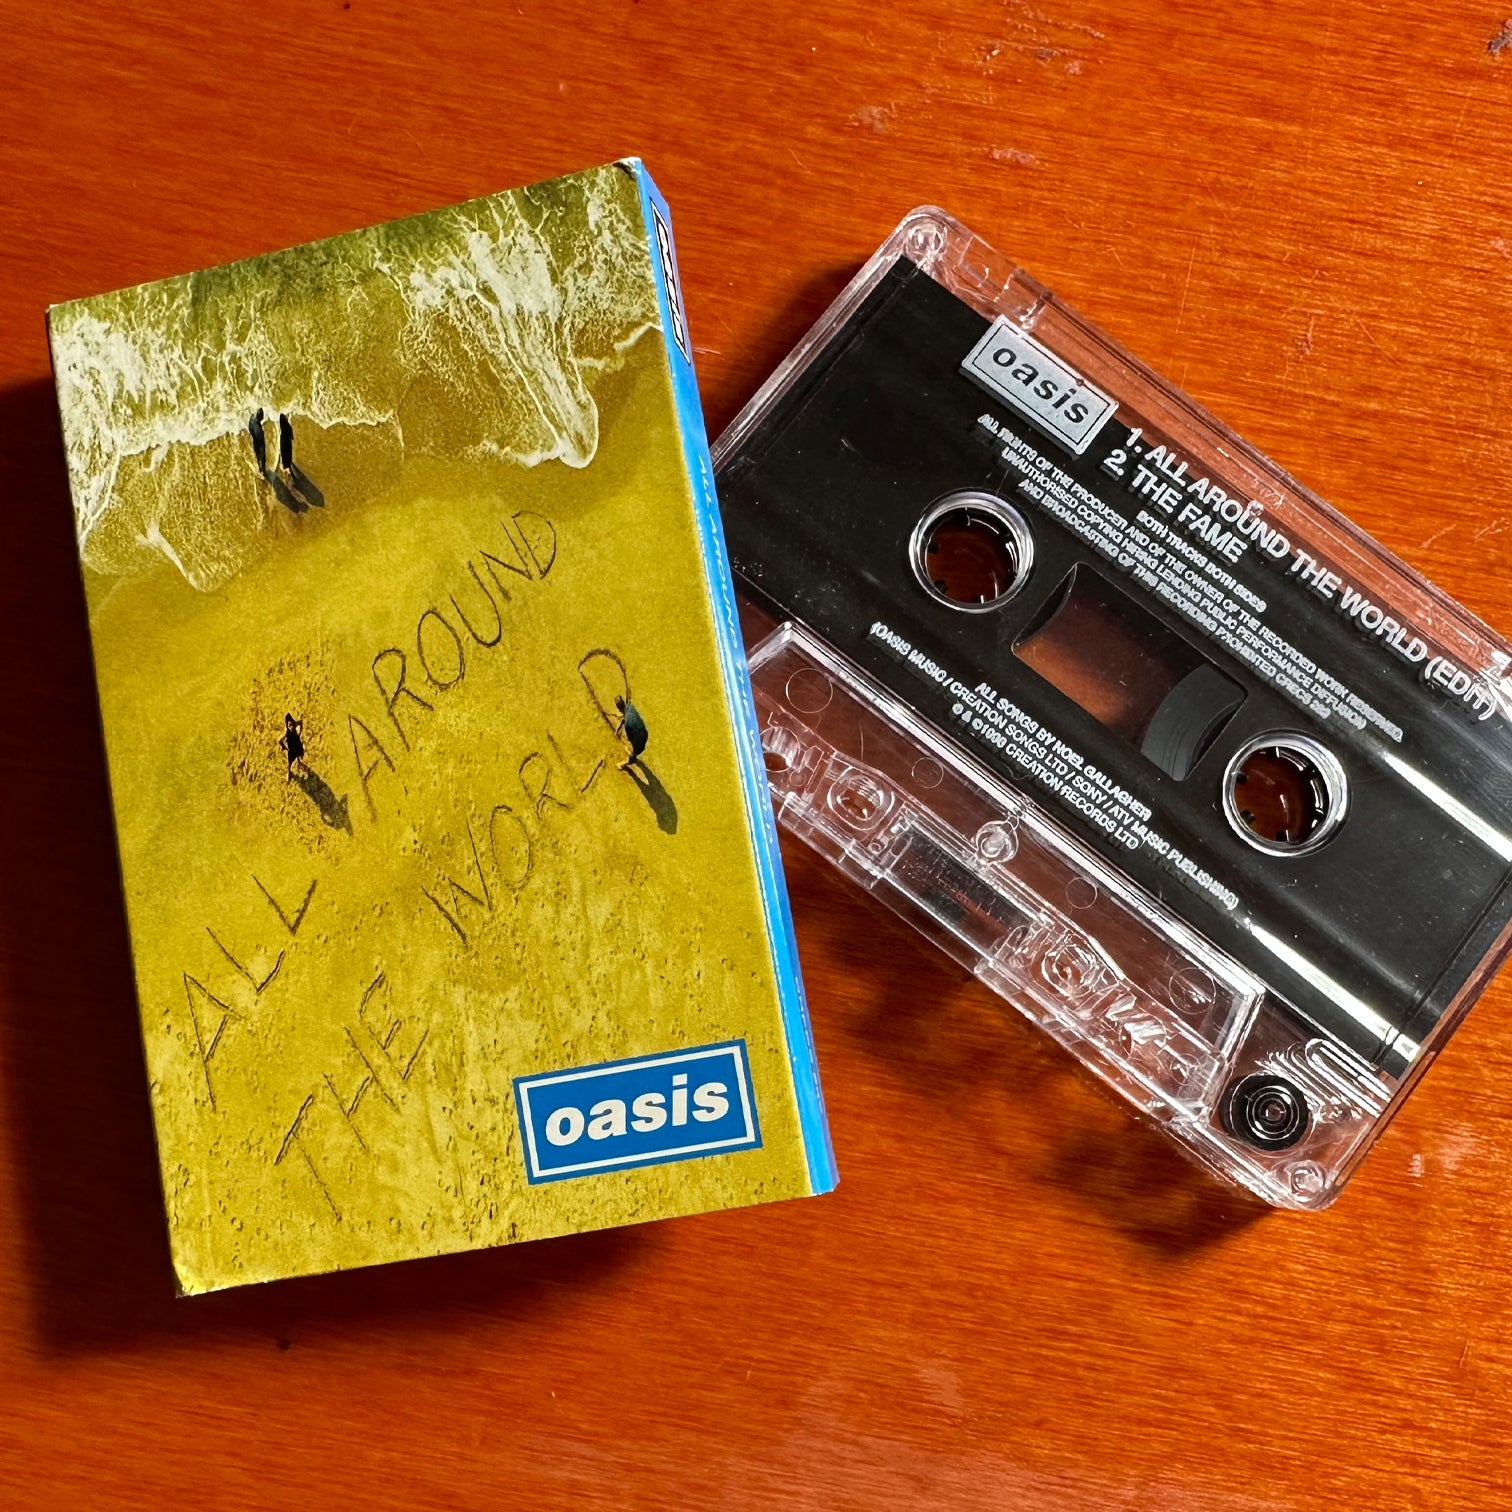 ALL AROUND
THE WORLD
oasis
oasis
1. ALL AROUND THE WORLD (EDIT)
2. THE FAME
BOTH TRACKS BOTH SIDES
ALL RIGHTS OF THE PRODUCER AND OF THE OWNER OF THE RECORDED WORK RESERVED.
UNAUTHORISED COPYING HIRING LENDING PUBLIC PERFORMANCE DIFFUSION
AND BROADCASTING OF THIS RECORDING PROHIBITED
ALL SONGS BY NOEL GALLAGHER
(OASIS MUSIC / CREATION SONGS LTD / SONY / ATV MUSIC PUBLISHING)
℗ & © 1998 CREATION RECORDS LTD